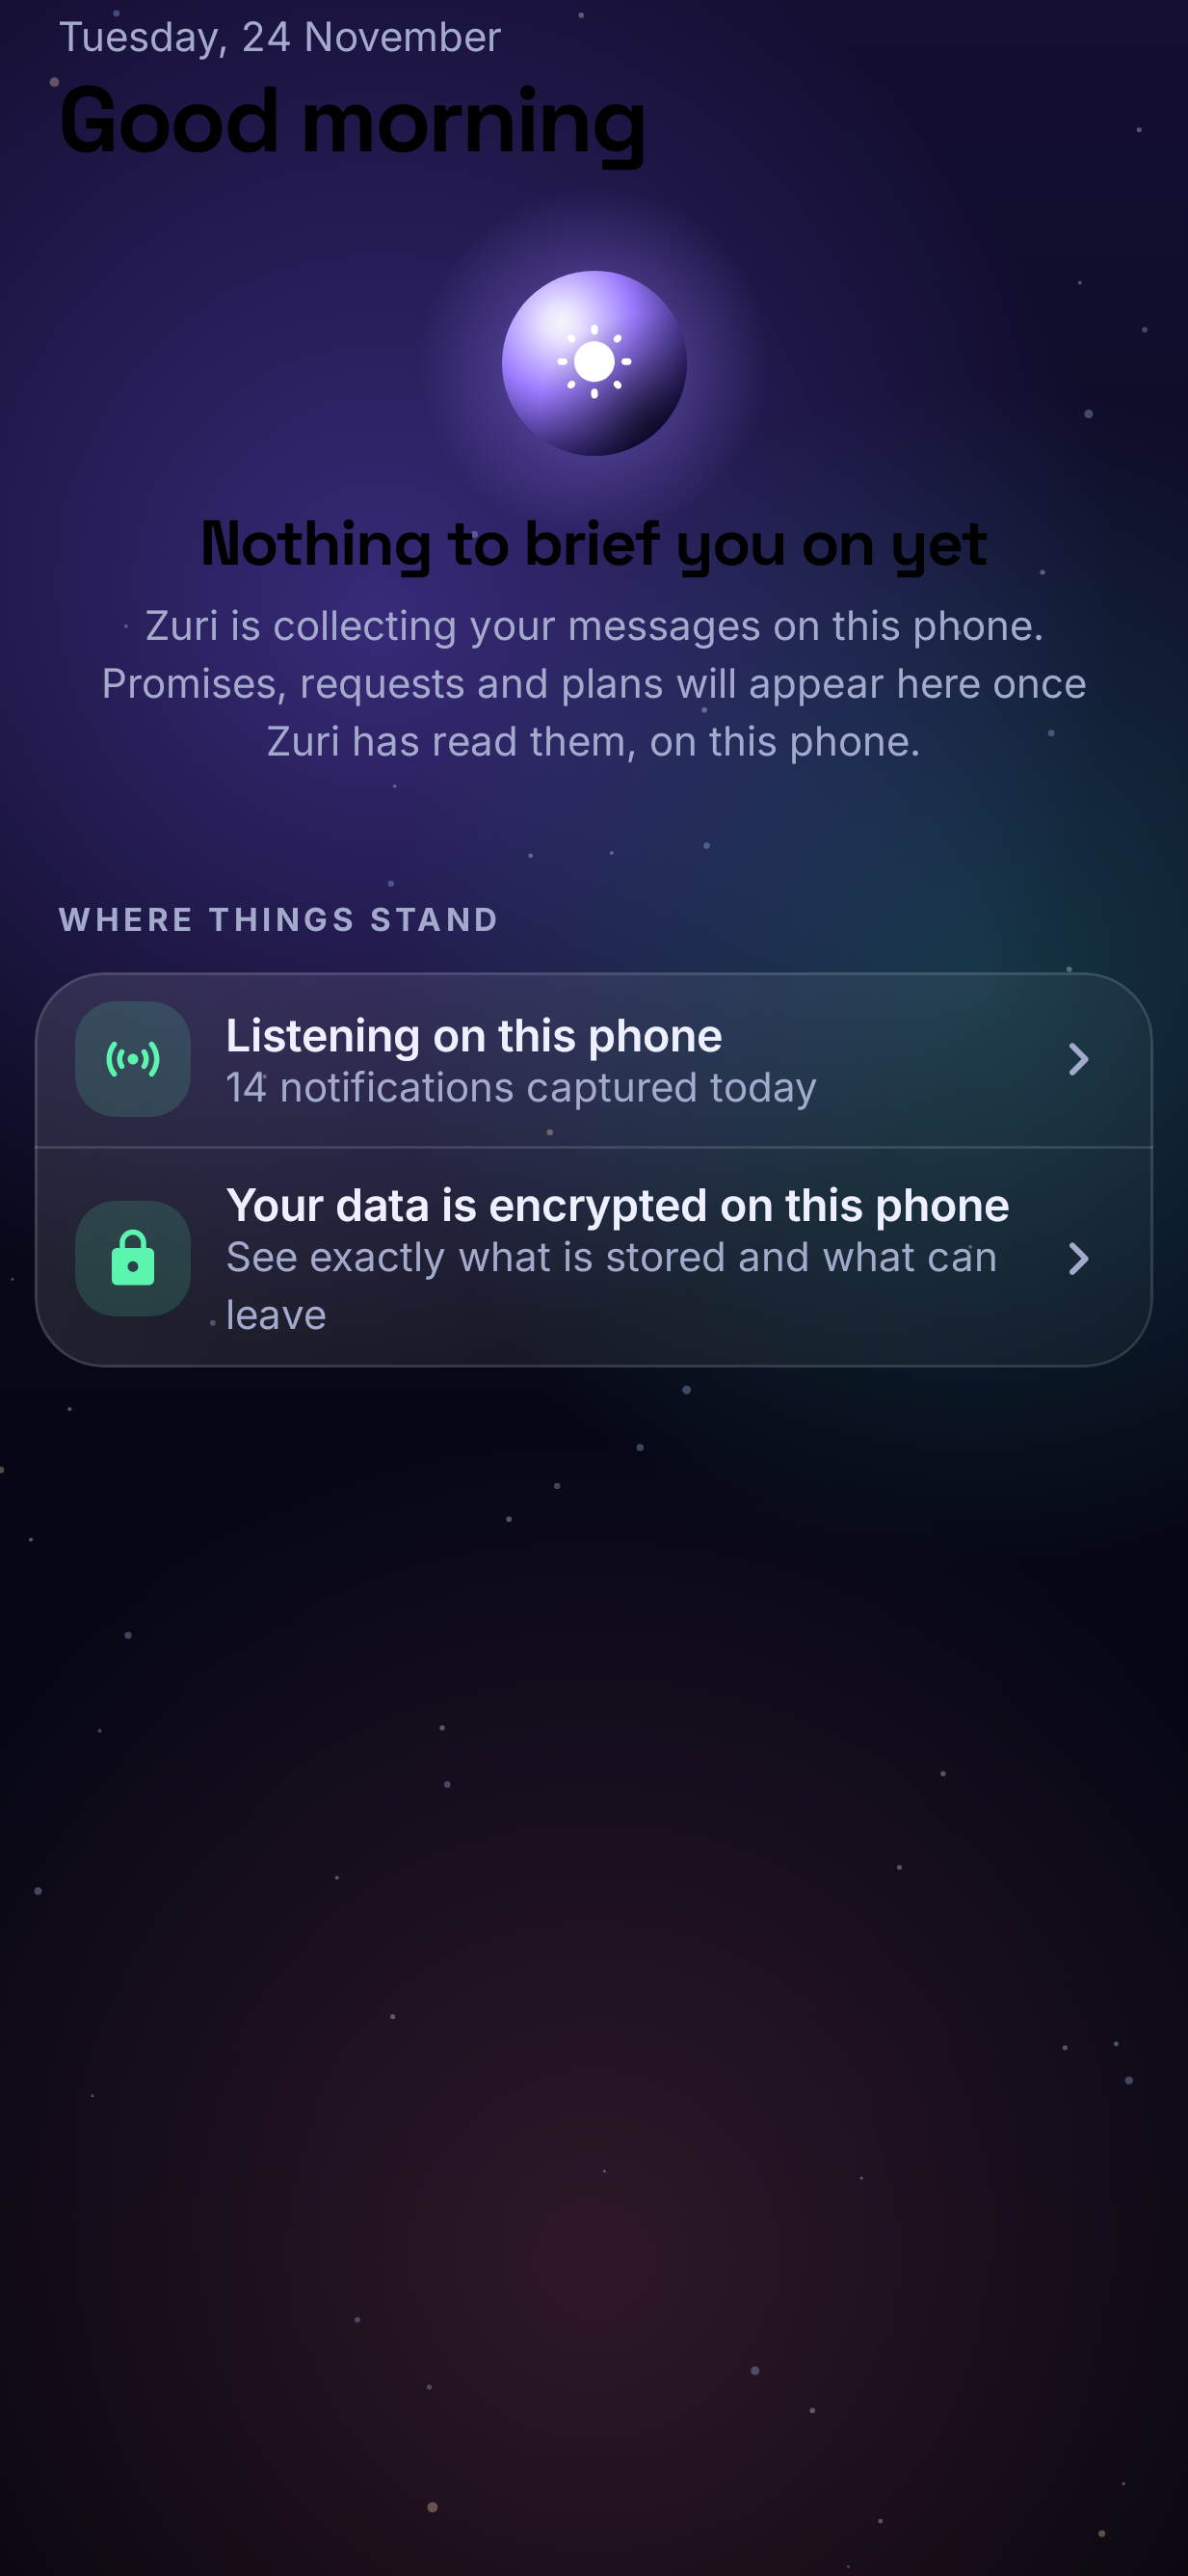 Tuesday, 24 November
Good morning
Nothing to brief you on yet
Zuri is collecting your messages on this phone.
Promises, requests and plans will appear here once
Zuri has read them, on this phone.
WHERE THINGS STAND
Listening on this phone
14 notifications captured today
Your data is encrypted on this phone
See exactly what is stored and what can
leave